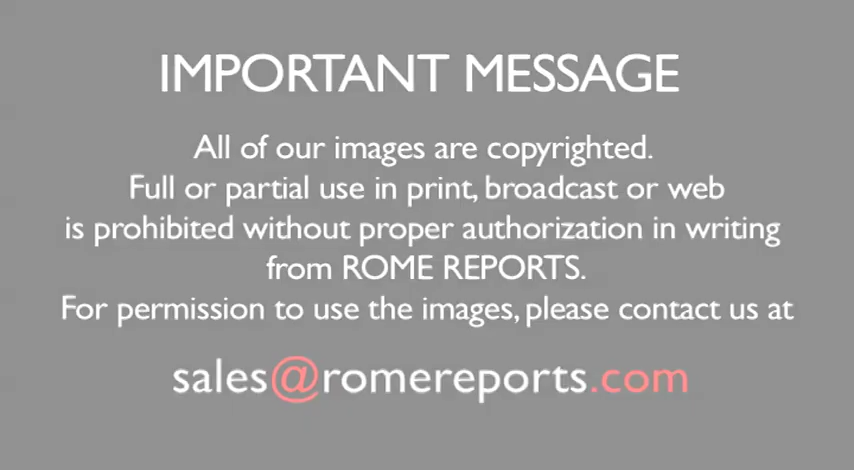 IMPORTANT MESSAGE
All of our images are copyrighted.
Full or partial use in print, broadcast or web
is prohibited without proper authorization in writing
from ROME REPORTS.
For permission to use the images, please contact us at
sales@romereports.com